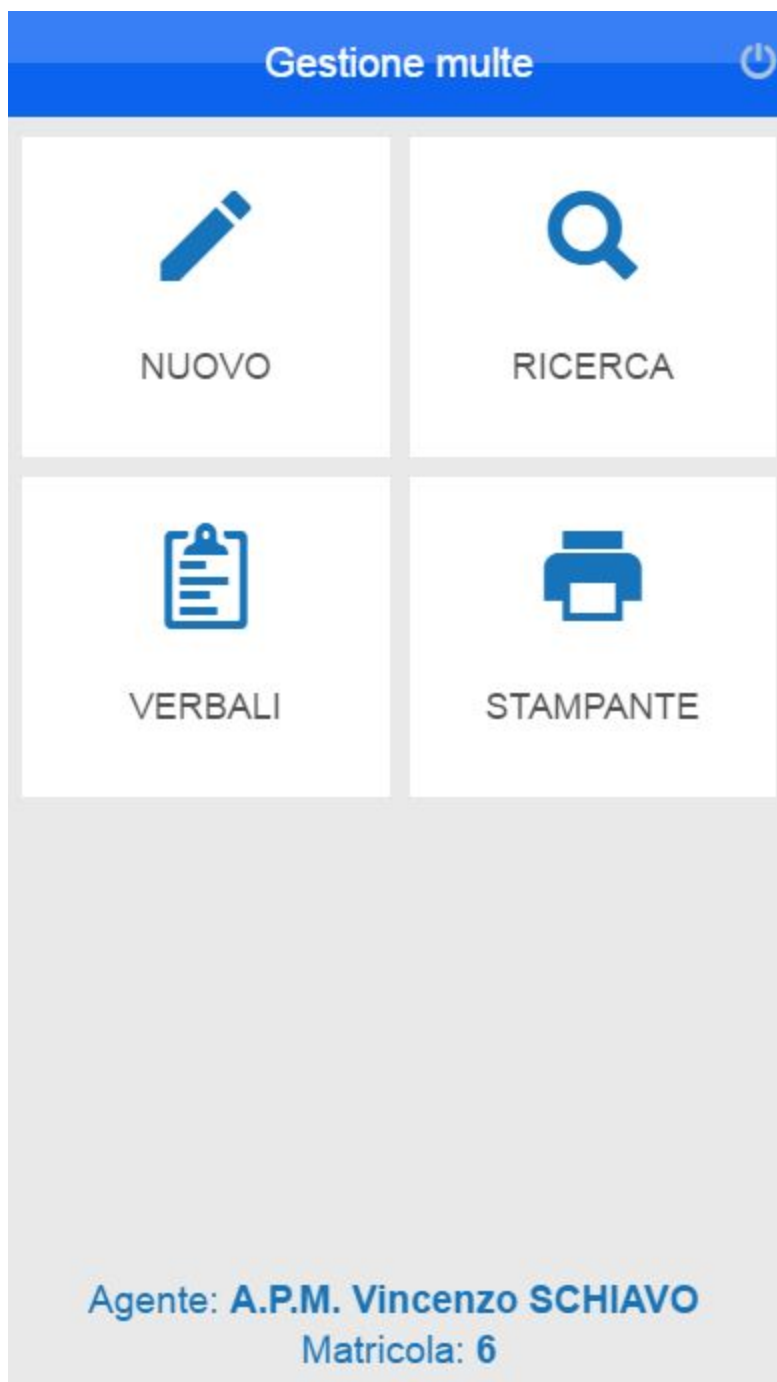 Gestione multe
NUOVO
RICERCA
VERBALI
STAMPANTE
Agente: A.P.M. Vincenzo SCHIAVO
Matricola: 6